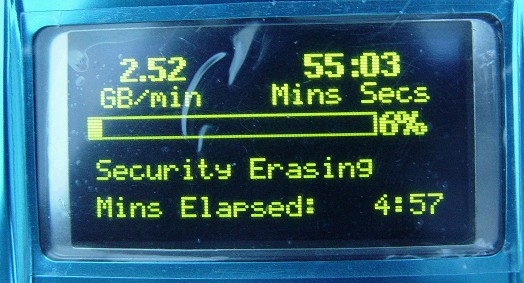 2.52 55:03
GB/min Mins Secs
6%
Security Erasing
Mins Elapsed: 4:57